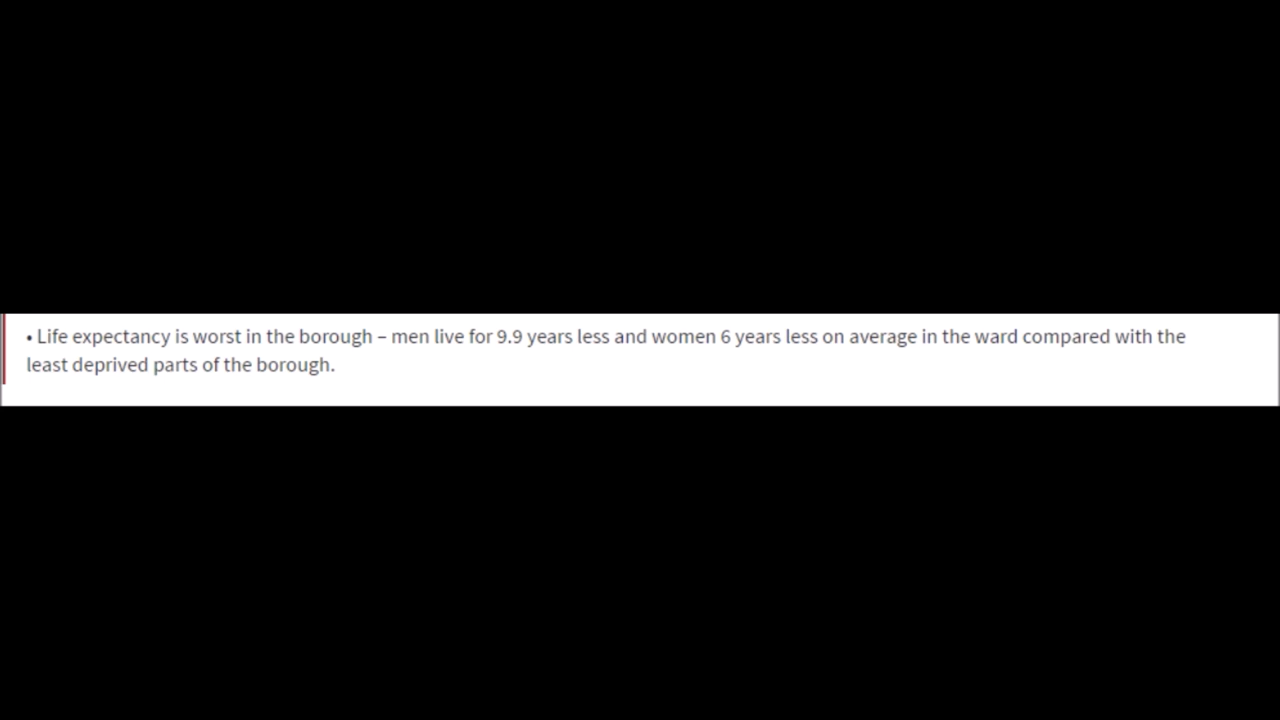 • Life expectancy is worst in the borough – men live for 9.9 years less and women 6 years less on average in the ward compared with the
least deprived parts of the borough.